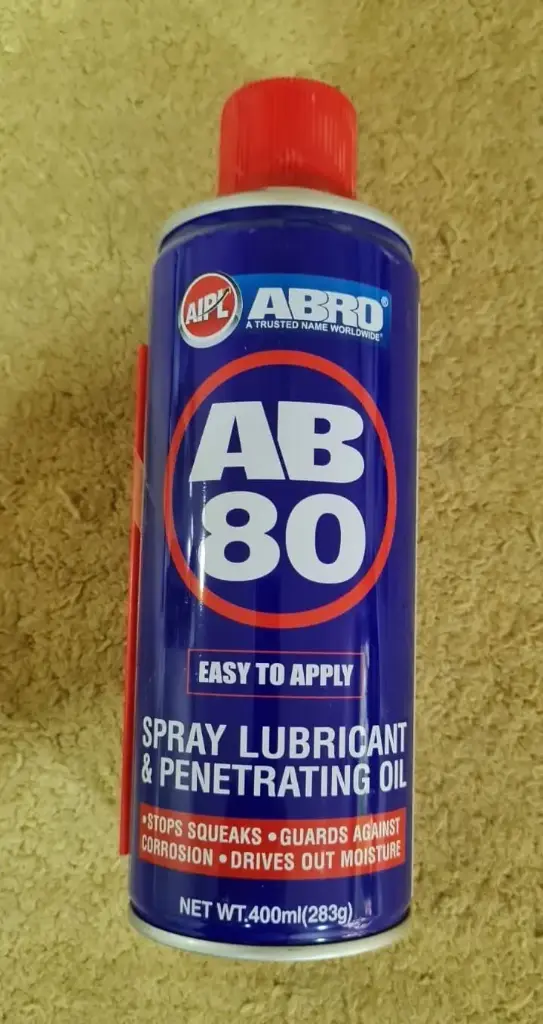 AIPL ABRO®
A TRUSTED NAME WORLDWIDE®
AB
80
EASY TO APPLY
SPRAY LUBRICANT
& PENETRATING OIL
•STOPS SQUEAKS •GUARDS AGAINST
CORROSION •DRIVES OUT MOISTURE
NET WT.400ml(283g)